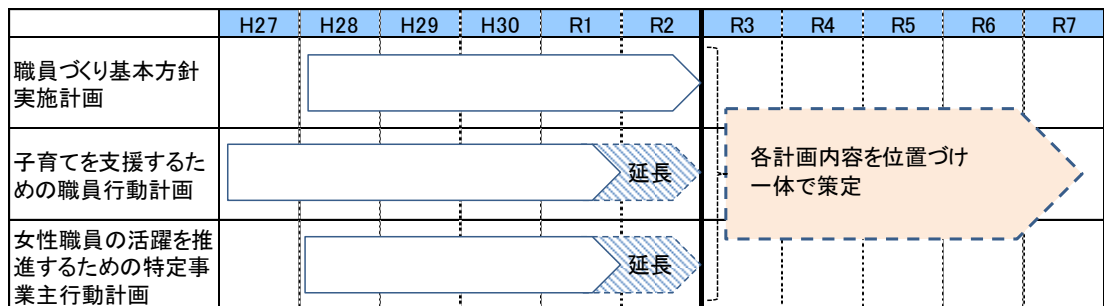 H27 H28 H29 H30 R1 R2 R3 R4 R5 R6 R7
職員づくり基本方針
実施計画
子育てを支援するた
めの職員行動計画
延長
各計画内容を位置づけ
一体で策定
女性職員の活躍を推
進するための特定事
業主行動計画
延長